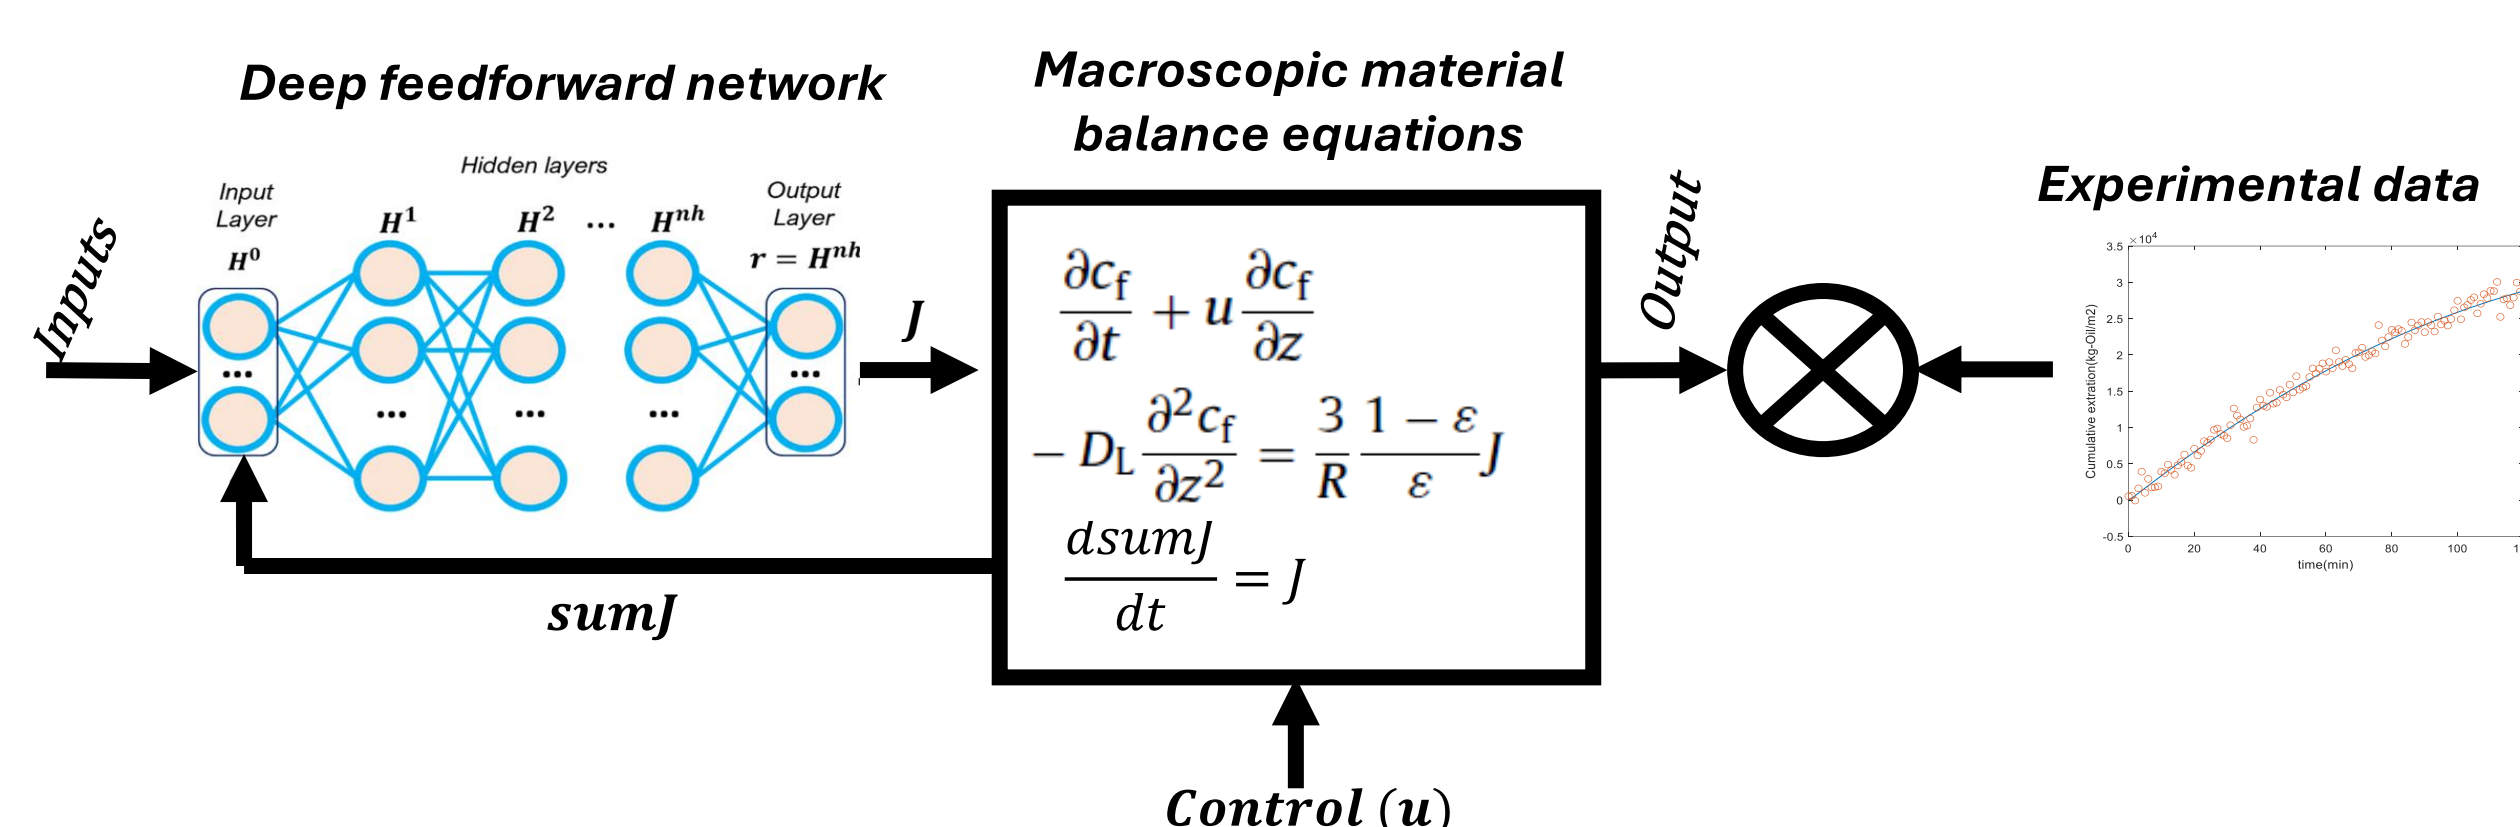 Deep feedforward network
Macroscopic material
balance equations
Experimental data
Hidden layers
Input
Layer
H⁰
H¹
H²
...
Hⁿʰ
Output
Layer
r = Hⁿʰ
Inputs
...
...
...
...
...
J
sumJ
∂c_f/∂t + u ∂c_f/∂z
− D_L ∂²c_f/∂z² = 3/R 1 − ε/ε J
dsumJ/dt = J
Control (u)
Output
×10⁴
3.5
3
2.5
2
1.5
1
0.5
0
-0.5
Cumulative extration(kg-Oil/m2)
0 20 40 60 80 100 1
time(min)